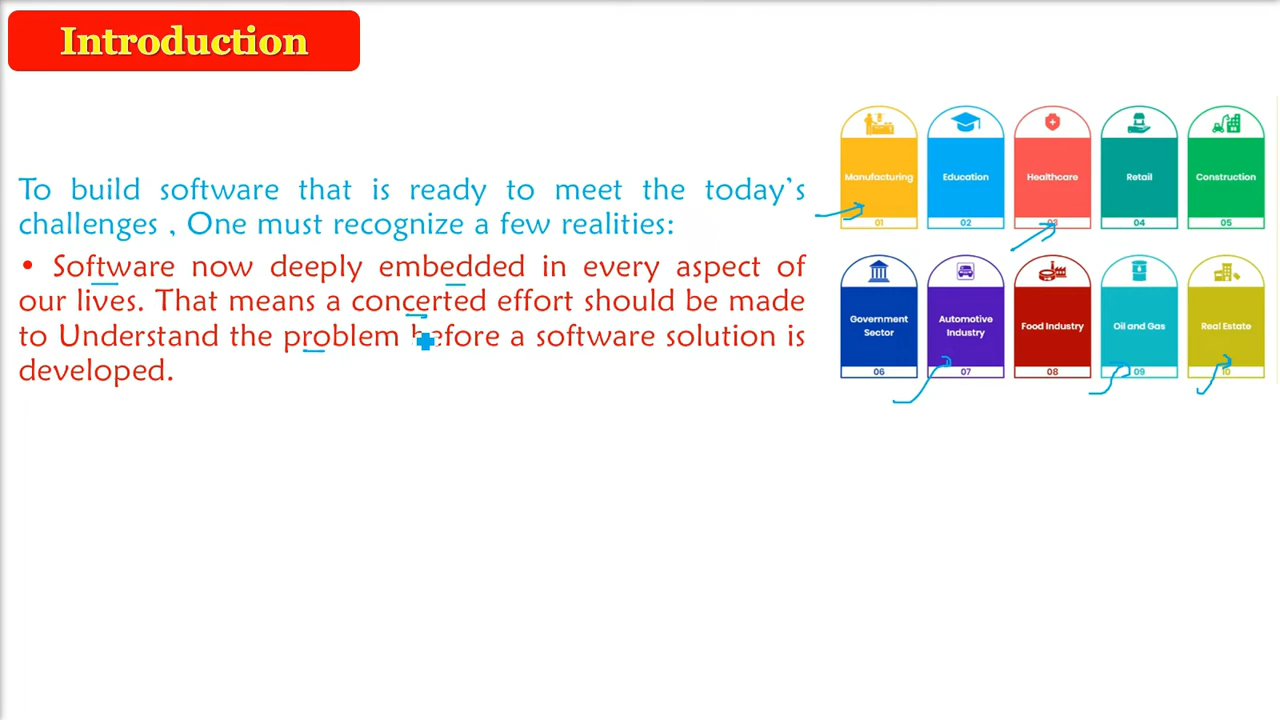 Introduction
To build software that is ready to meet the today's
challenges , One must recognize a few realities:
• Software now deeply embedded in every aspect of
our lives. That means a concerted effort should be made
to Understand the problem before a software solution is
developed.
Manufacturing
01
Education
02
Healthcare
03
Retail
04
Construction
05
Government
Sector
06
Automotive
Industry
07
Food Industry
08
Oil and Gas
09
Real Estate
10